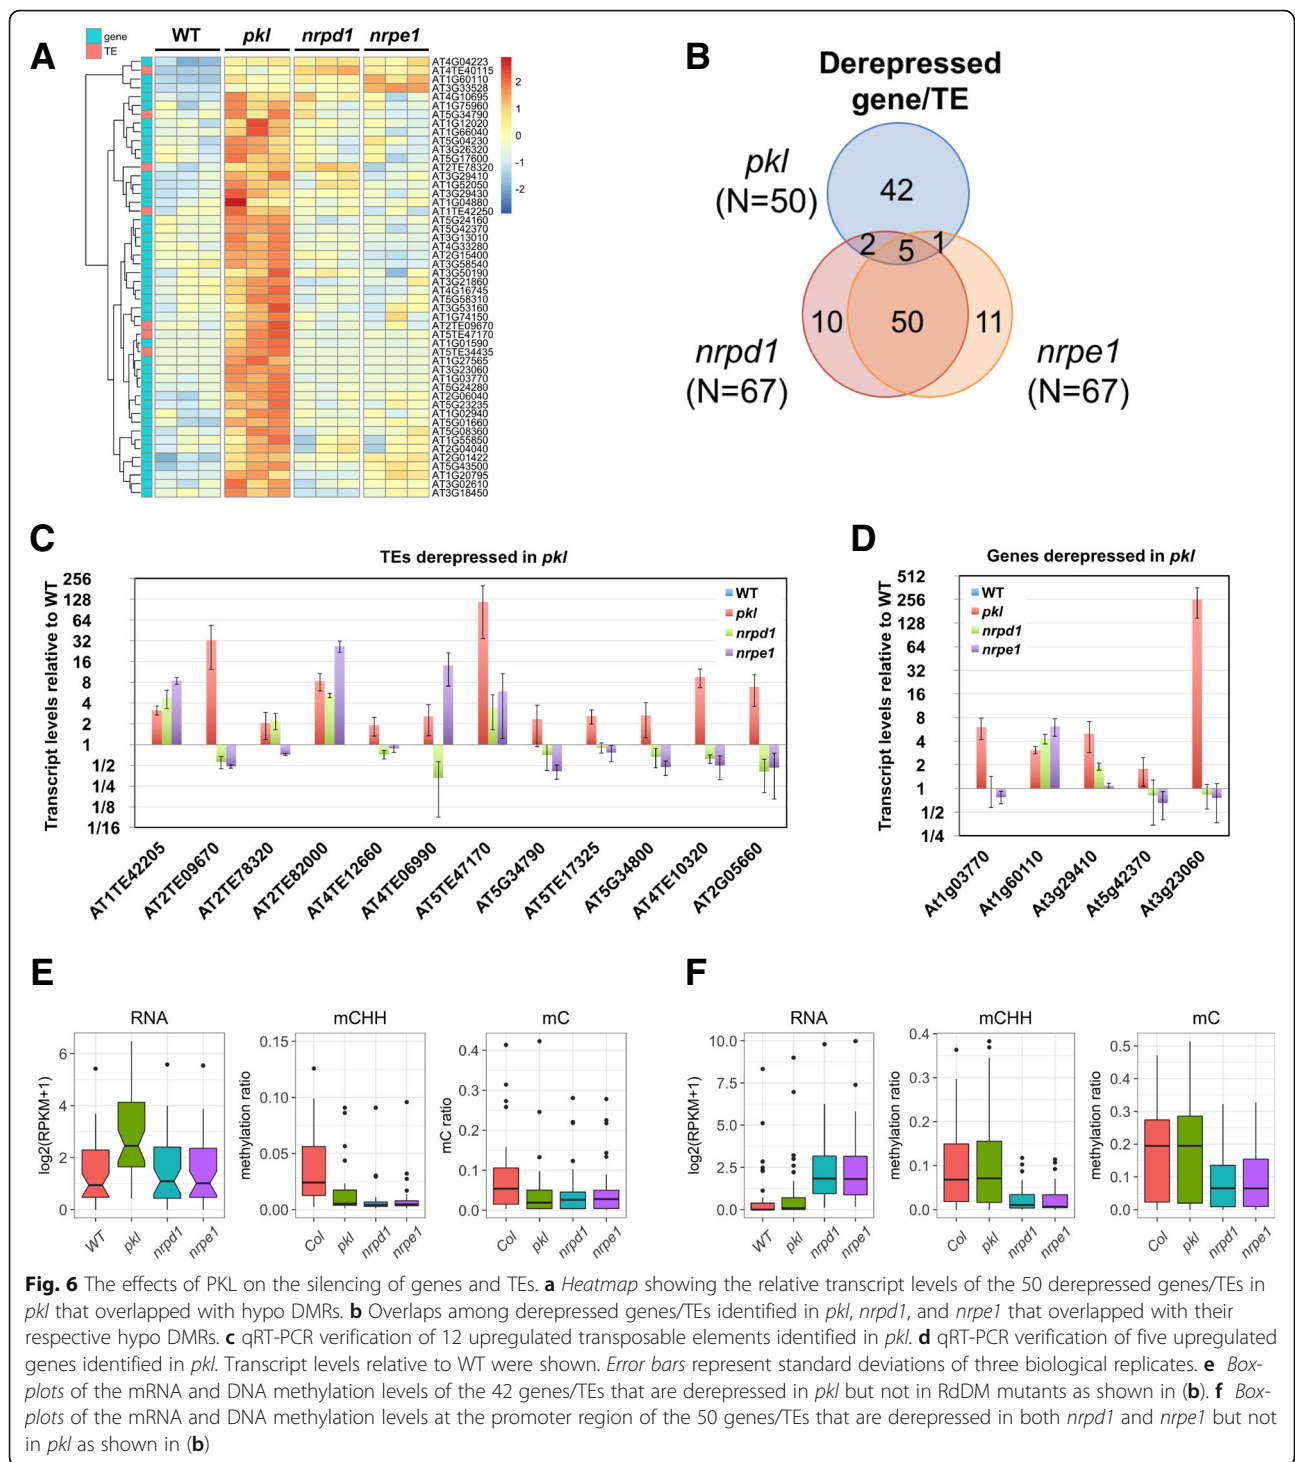 A
gene
TE
WT
pkl
nrpd1
nrpe1
AT4G04223
AT4TE40115
AT1G60110
AT3G33528
AT4G10695
AT1G75960
AT5G34790
AT1G12020
AT1G66040
AT5G04230
AT3G26320
AT5G17600
AT2TE78320
AT3G29410
AT1G52050
AT3G29430
AT1G04880
AT1TE42250
AT5G24160
AT5G42370
AT3G13010
AT4G33280
AT2G15400
AT3G58540
AT3G50190
AT3G21860
AT4G16745
AT5G58310
AT3G53160
AT1G74150
AT2TE09670
AT5TE47170
AT1G01590
AT5TE34435
AT1G27565
AT3G23060
AT1G03770
AT5G24280
AT2G06040
AT5G23235
AT1G02940
AT5G01660
AT5G08360
AT1G55850
AT2G04040
AT2G01422
AT5G43500
AT1G20795
AT3G02610
AT3G18450
2
1
0
-1
-2
B
Derepressed
gene/TE
pkl
(N=50)
42
2
5
1
10
50
11
nrpd1
(N=67)
nrpe1
(N=67)
C
TEs derepressed in pkl
Transcript levels relative to WT
256
128
64
32
16
8
4
2
1
1/2
1/4
1/8
1/16
WT
pkl
nrpd1
nrpe1
AT1TE42205
AT2TE09670
AT2TE78320
AT2TE82000
AT4TE12660
AT4TE06990
AT5TE47170
AT5G34790
AT5TE17325
AT5G34800
AT4TE10320
AT2G05660
D
Genes derepressed in pkl
Transcript levels relative to WT
512
256
128
64
32
16
8
4
2
1
1/2
1/4
WT
pkl
nrpd1
nrpe1
At1g03770
At1g60110
At3g29410
At5g42370
At3g23060
E
RNA
log2(RPKM+1)
6
4
2
0
WT
pkl
nrpd1
nrpe1
mCHH
methylation ratio
0.15
0.10
0.05
0.00
Col
pkl
nrpd1
nrpe1
mC
mC ratio
0.4
0.3
0.2
0.1
0.0
Col
pkl
nrpd1
nrpe1
F
RNA
log2(RPKM+1)
10.0
7.5
5.0
2.5
0.0
WT
pkl
nrpd1
nrpe1
mCHH
methylation ratio
0.4
0.3
0.2
0.1
0.0
Col
pkl
nrpd1
nrpe1
mC
methylation ratio
0.5
0.4
0.3
0.2
0.1
0.0
Col
pkl
nrpd1
nrpe1
Fig. 6 The effects of PKL on the silencing of genes and TEs. a Heatmap showing the relative transcript levels of the 50 derepressed genes/TEs in
pkl that overlapped with hypo DMRs. b Overlaps among derepressed genes/TEs identified in pkl, nrpd1, and nrpe1 that overlapped with their
respective hypo DMRs. c qRT-PCR verification of 12 upregulated transposable elements identified in pkl. d qRT-PCR verification of five upregulated
genes identified in pkl. Transcript levels relative to WT were shown. Error bars represent standard deviations of three biological replicates. e Box-
plots of the mRNA and DNA methylation levels of the 42 genes/TEs that are derepressed in pkl but not in RdDM mutants as shown in (b). f Box-
plots of the mRNA and DNA methylation levels at the promoter region of the 50 genes/TEs that are derepressed in both nrpd1 and nrpe1 but not
in pkl as shown in (b)